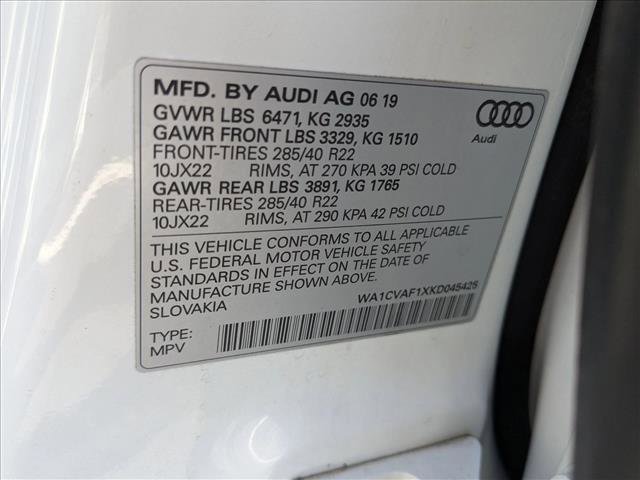 MFD. BY AUDI AG 06 19
GVWR LBS 6471, KG 2935
GAWR FRONT LBS 3329, KG 1510
FRONT-TIRES 285/40 R22
10JX22 RIMS, AT 270 KPA 39 PSI COLD
GAWR REAR LBS 3891, KG 1765
REAR-TIRES 285/40 R22
10JX22 RIMS, AT 290 KPA 42 PSI COLD
Audi
THIS VEHICLE CONFORMS TO ALL APPLICABLE
U.S. FEDERAL MOTOR VEHICLE SAFETY
STANDARDS IN EFFECT ON THE DATE OF
MANUFACTURE SHOWN ABOVE.
SLOVAKIA
WA1CVAF1XKD045425
TYPE:
MPV